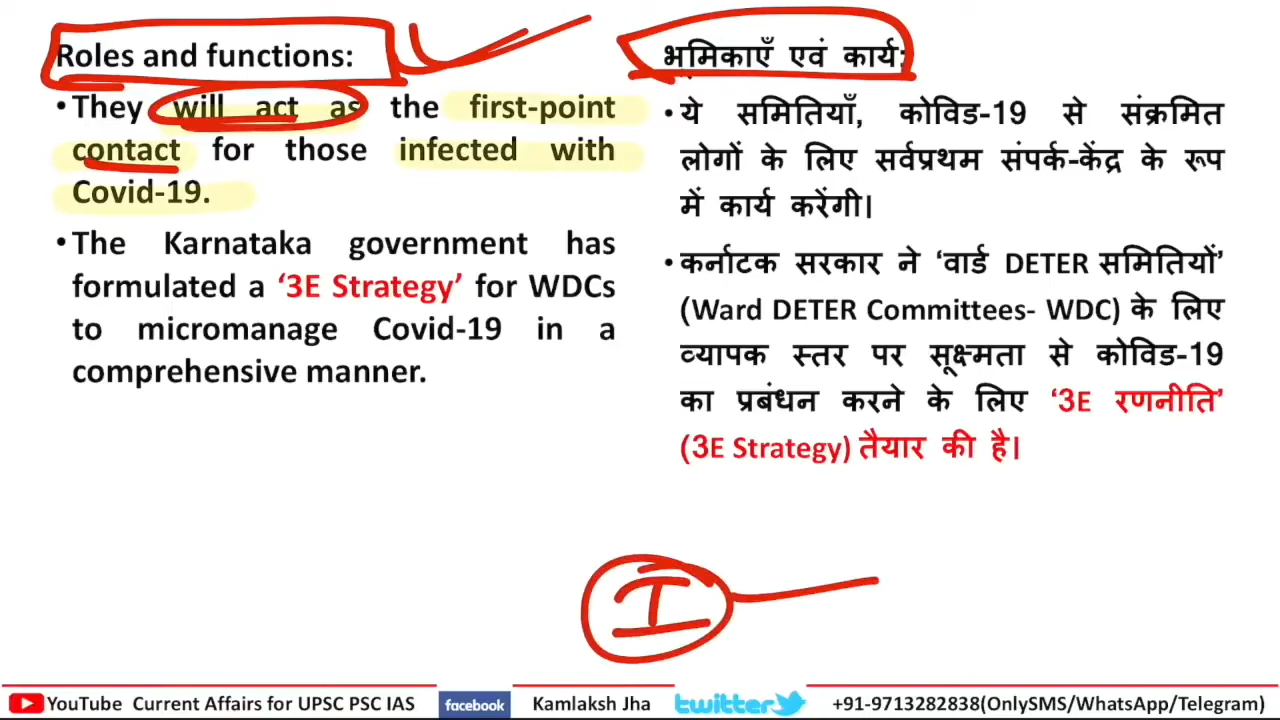 Roles and functions:
•They will act as the first-point
contact for those infected with
Covid-19.
•The Karnataka government has
formulated a ‘3E Strategy’ for WDCs
to micromanage Covid-19 in a
comprehensive manner.
भूमिकाएँ एवं कार्य:
•ये समितियाँ, कोविड-19 से संक्रमित
लोगों के लिए सर्वप्रथम संपर्क-केंद्र के रूप
में कार्य करेंगी।
•कर्नाटक सरकार ने ‘वार्ड DETER समितियों’
(Ward DETER Committees- WDC) के लिए
व्यापक स्तर पर सूक्ष्मता से कोविड-19
का प्रबंधन करने के लिए ‘3E रणनीति’
(3E Strategy) तैयार की है।
I
YouTube Current Affairs for UPSC PSC IAS facebook Kamlaksh Jha twitter +91-9713282838(OnlySMS/WhatsApp/Telegram)